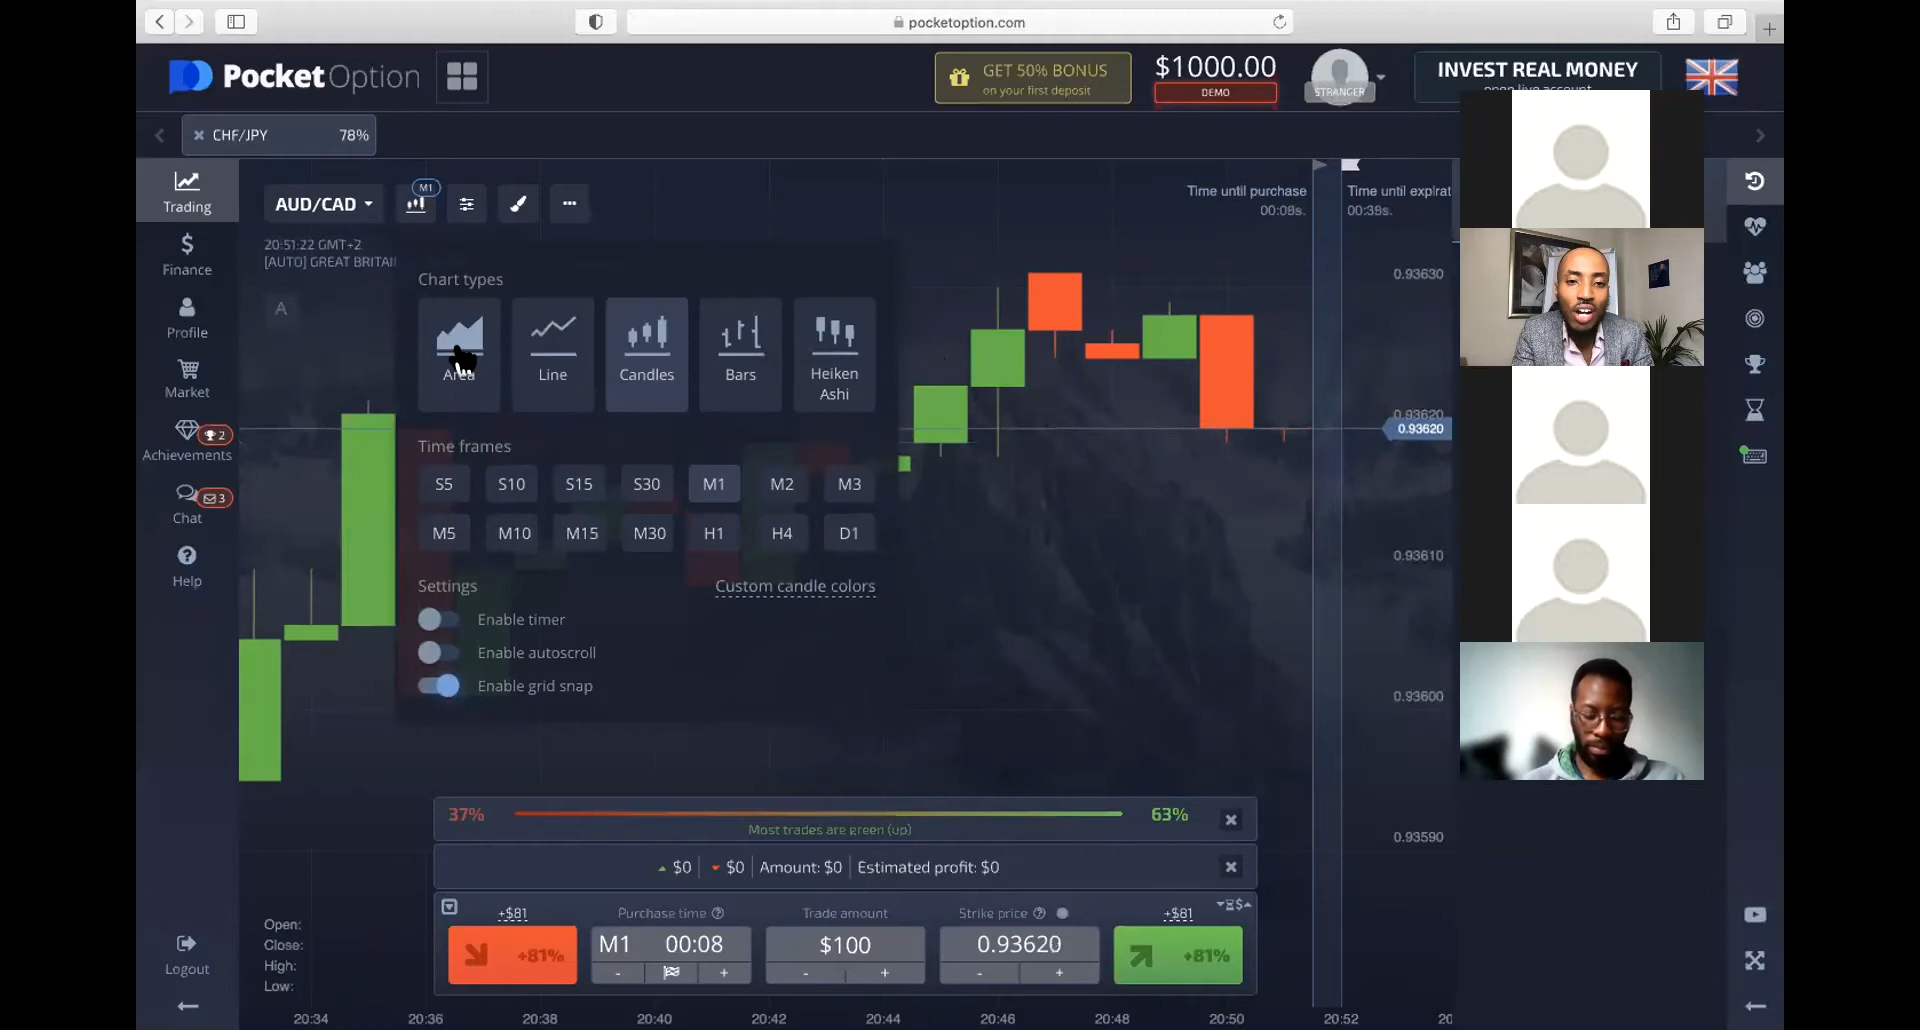 pocketoption.com
PocketOption
GET 50% BONUS
on your first deposit
$1000.00
DEMO
STRANGER
INVEST REAL MONEY
CHF/JPY 78%
Trading
Finance
Profile
Market
Achievements 2
Chat 3
Help
Logout
AUD/CAD
M1
20:51:22 GMT+2
[AUTO] GREAT BRITAI
A
Time until purchase
00:08s.
Time until expirat
00:38s.
Chart types
Area
Line
Candles
Bars
Heiken
Ashi
Time frames
S5 S10 S15 S30 M1 M2 M3
M5 M10 M15 M30 H1 H4 D1
Settings
Custom candle colors
Enable timer
Enable autoscroll
Enable grid snap
0.93630
0.93620
0.93620
0.93610
0.93600
0.93590
37%
63%
Most trades are green (up)
$0 $0 Amount: $0 Estimated profit: $0
+$81
Purchase time
Trade amount
Strike price
+$81
+81%
M1 00:08
- +
$100
- +
0.93620
- +
+81%
Open:
Close:
High:
Low:
20:34 20:36 20:38 20:40 20:42 20:44 20:46 20:48 20:50 20:52 20